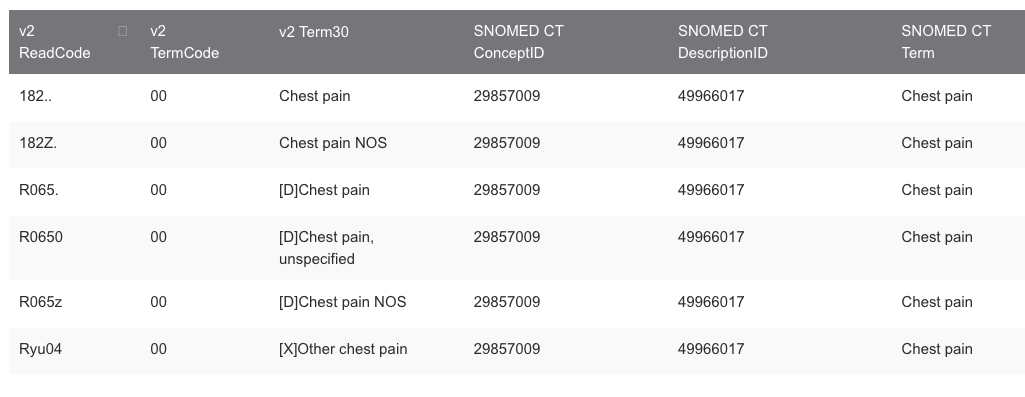 v2 ReadCode v2 TermCode v2 Term30 SNOMED CT ConceptID SNOMED CT DescriptionID SNOMED CT Term
182.. 00 Chest pain 29857009 49966017 Chest pain
182Z. 00 Chest pain NOS 29857009 49966017 Chest pain
R065. 00 [D]Chest pain 29857009 49966017 Chest pain
R0650 00 [D]Chest pain, unspecified 29857009 49966017 Chest pain
R065z 00 [D]Chest pain NOS 29857009 49966017 Chest pain
Ryu04 00 [X]Other chest pain 29857009 49966017 Chest pain